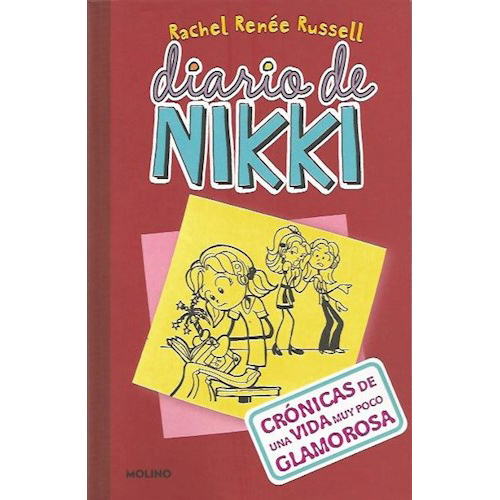 Rachel Renée Russell
diario de
NIKKI
CRÓNICAS DE
UNA VIDA MUY POCO
GLAMOROSA
MOLINO